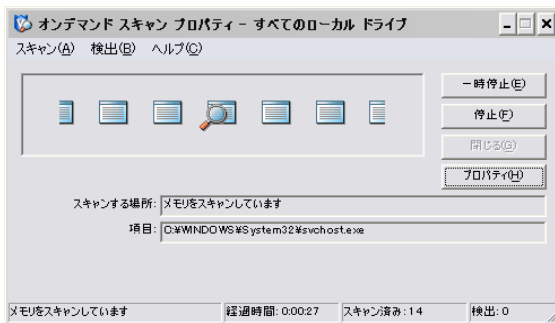 オンデマンド スキャン プロパティ - すべてのローカル ドライブ
スキャン(A) 検出(B) ヘルプ(C)
一時停止(E)
停止(F)
閉じる(G)
プロパティ(H)
スキャンする場所: メモリをスキャンしています
項目: C:¥WINDOWS¥System32¥svchost.exe
メモリをスキャンしています 経過時間: 0:00:27 スキャン済み: 14 検出: 0